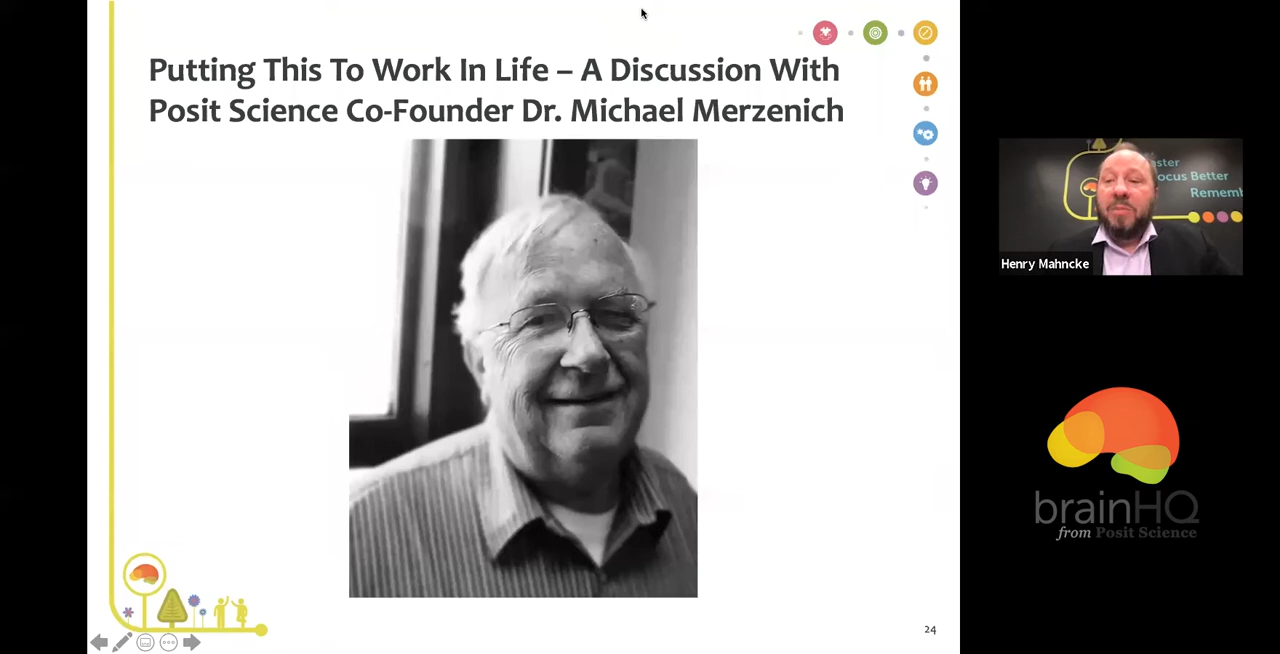 Putting This To Work In Life – A Discussion With
Posit Science Co-Founder Dr. Michael Merzenich
Focus Better
Henry Mahncke
brainHQ
from Posit Science
24